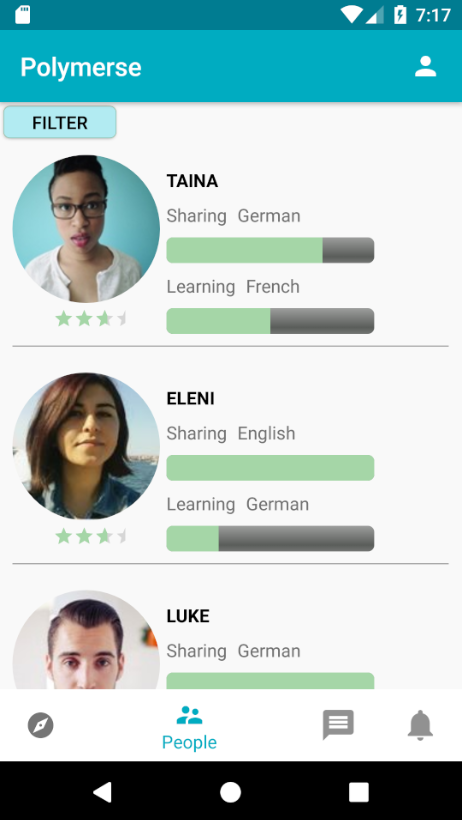 7:17
Polymerse
FILTER
TAINA
Sharing German
Learning French
ELENI
Sharing English
Learning German
LUKE
Sharing German
People